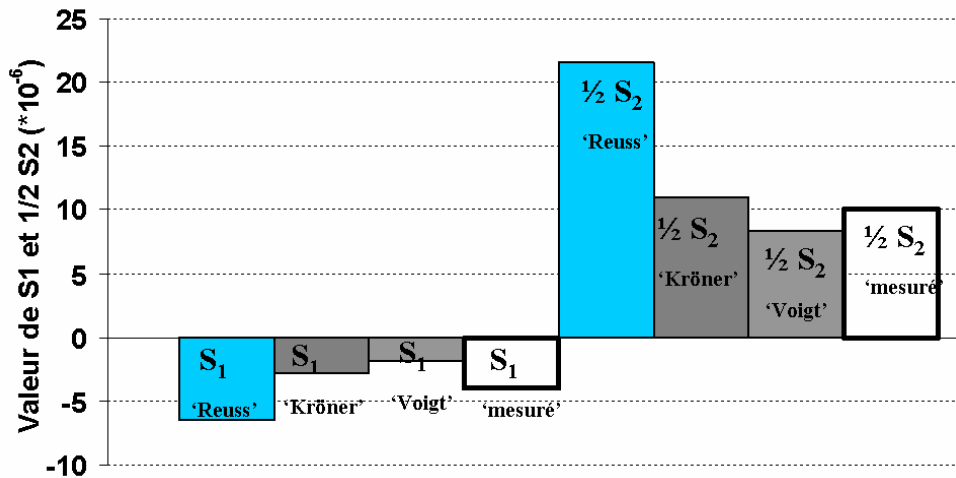 Valeur de S1 et 1/2 S2 (*10-6)
25
20
15
10
5
0
-5
-10
S1
'Reuss'
S1
'Kröner'
S1
'Voigt'
S1
'mesuré'
½ S2
'Reuss'
½ S2
'Kröner'
½ S2
'Voigt'
½ S2
'mesuré'